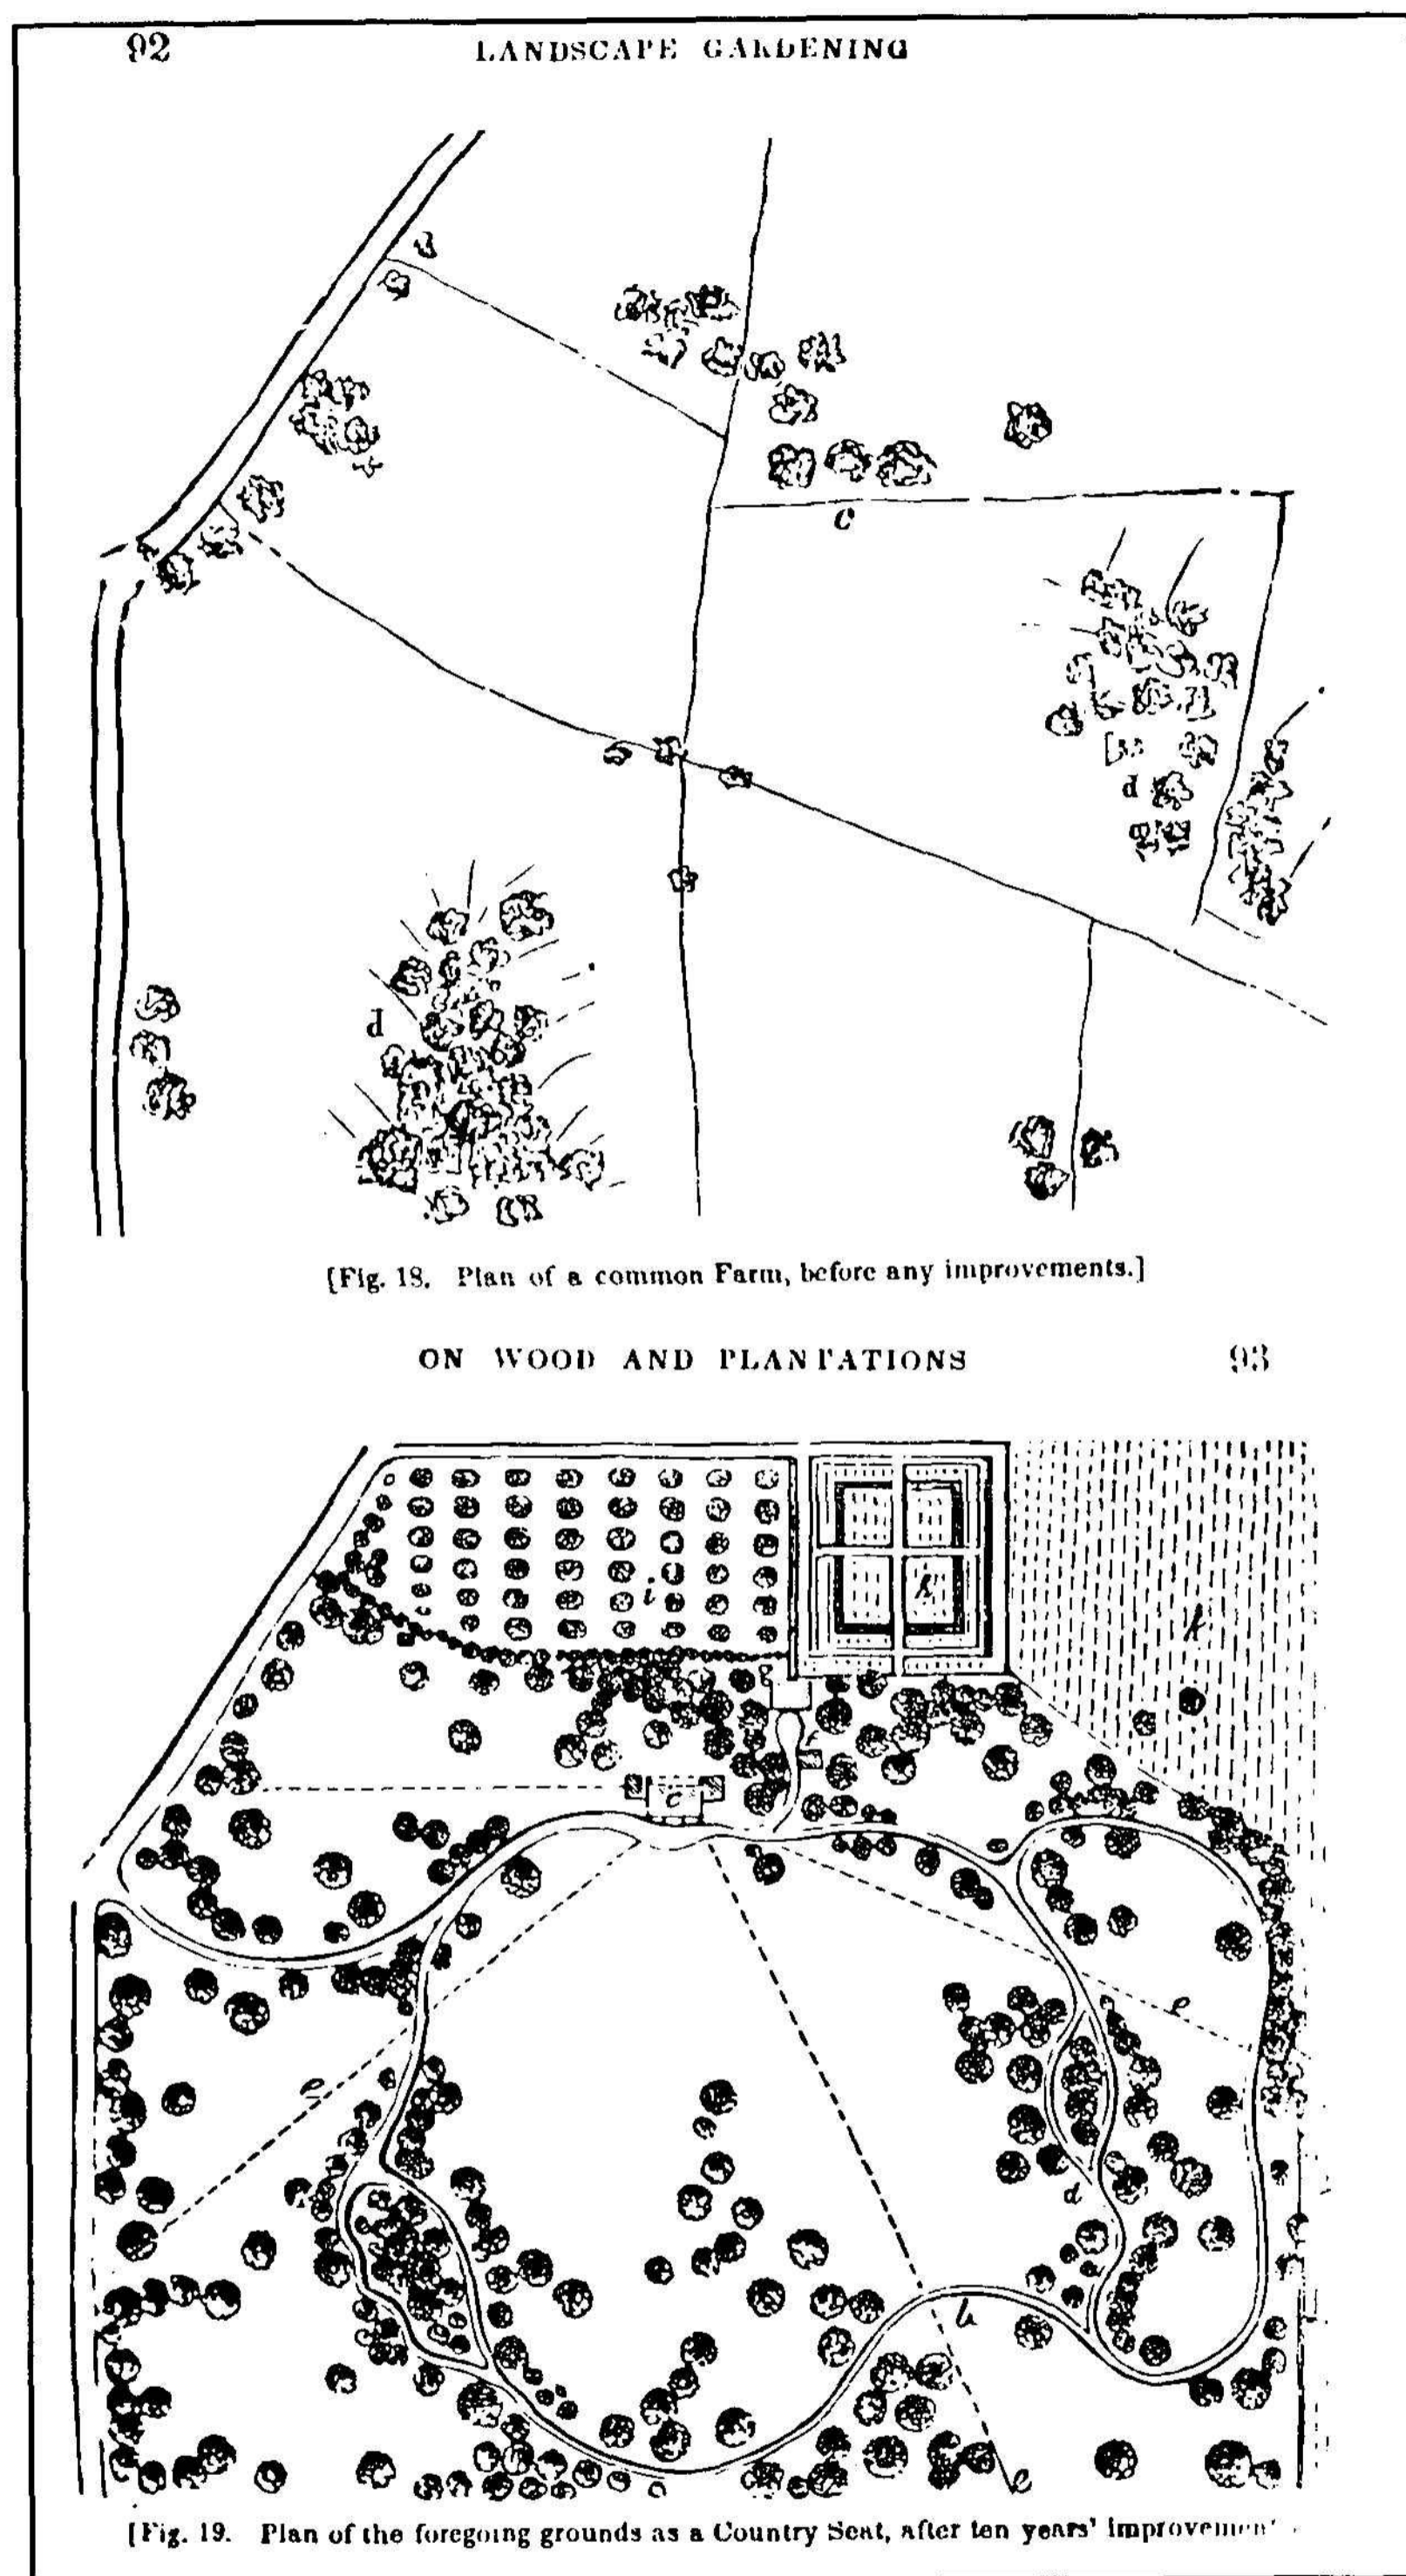 92
LANDSCAPE GARDENING
c
d
d
[Fig. 18. Plan of a common Farm, before any improvements.]
ON WOOD AND PLANTATIONS
93
i
h
k
f
c
e
e
d
h
e
[Fig. 19. Plan of the foregoing grounds as a Country Seat, after ten years' improvement